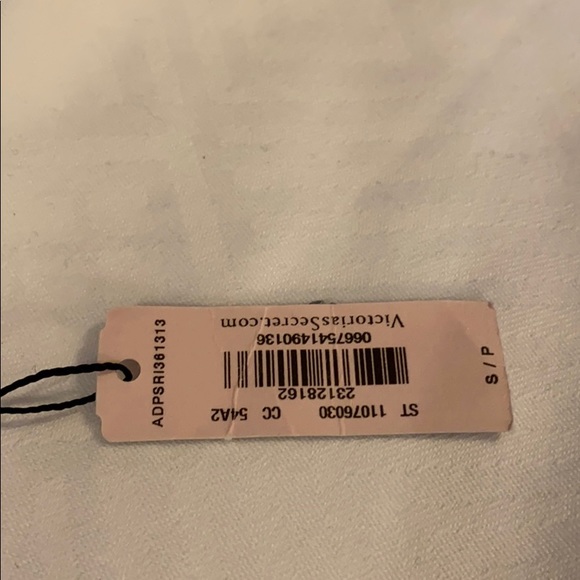 ST 11076030 CC 54A2
23128162
0667541490136
VictoriasSecret.com
S / P
ADPSRI361313